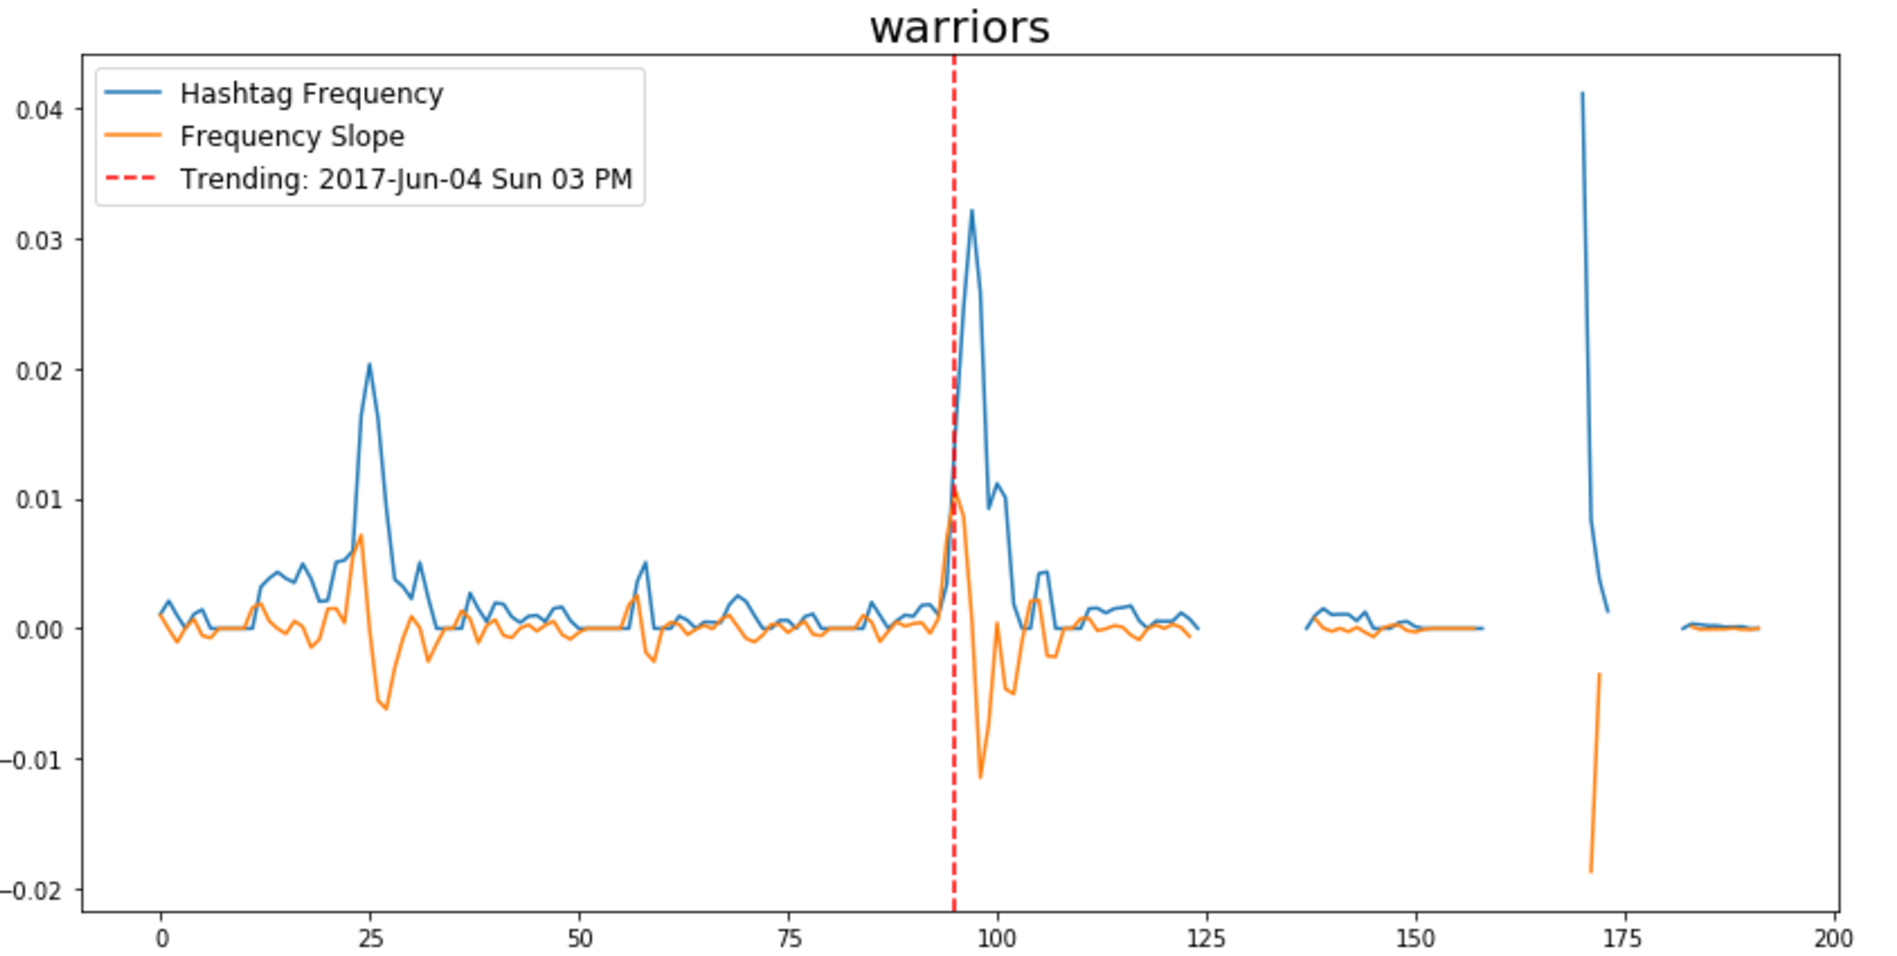 warriors
Hashtag Frequency
Frequency Slope
Trending: 2017-Jun-04 Sun 03 PM
0.04
0.03
0.02
0.01
0.00
−0.01
−0.02
0 25 50 75 100 125 150 175 200